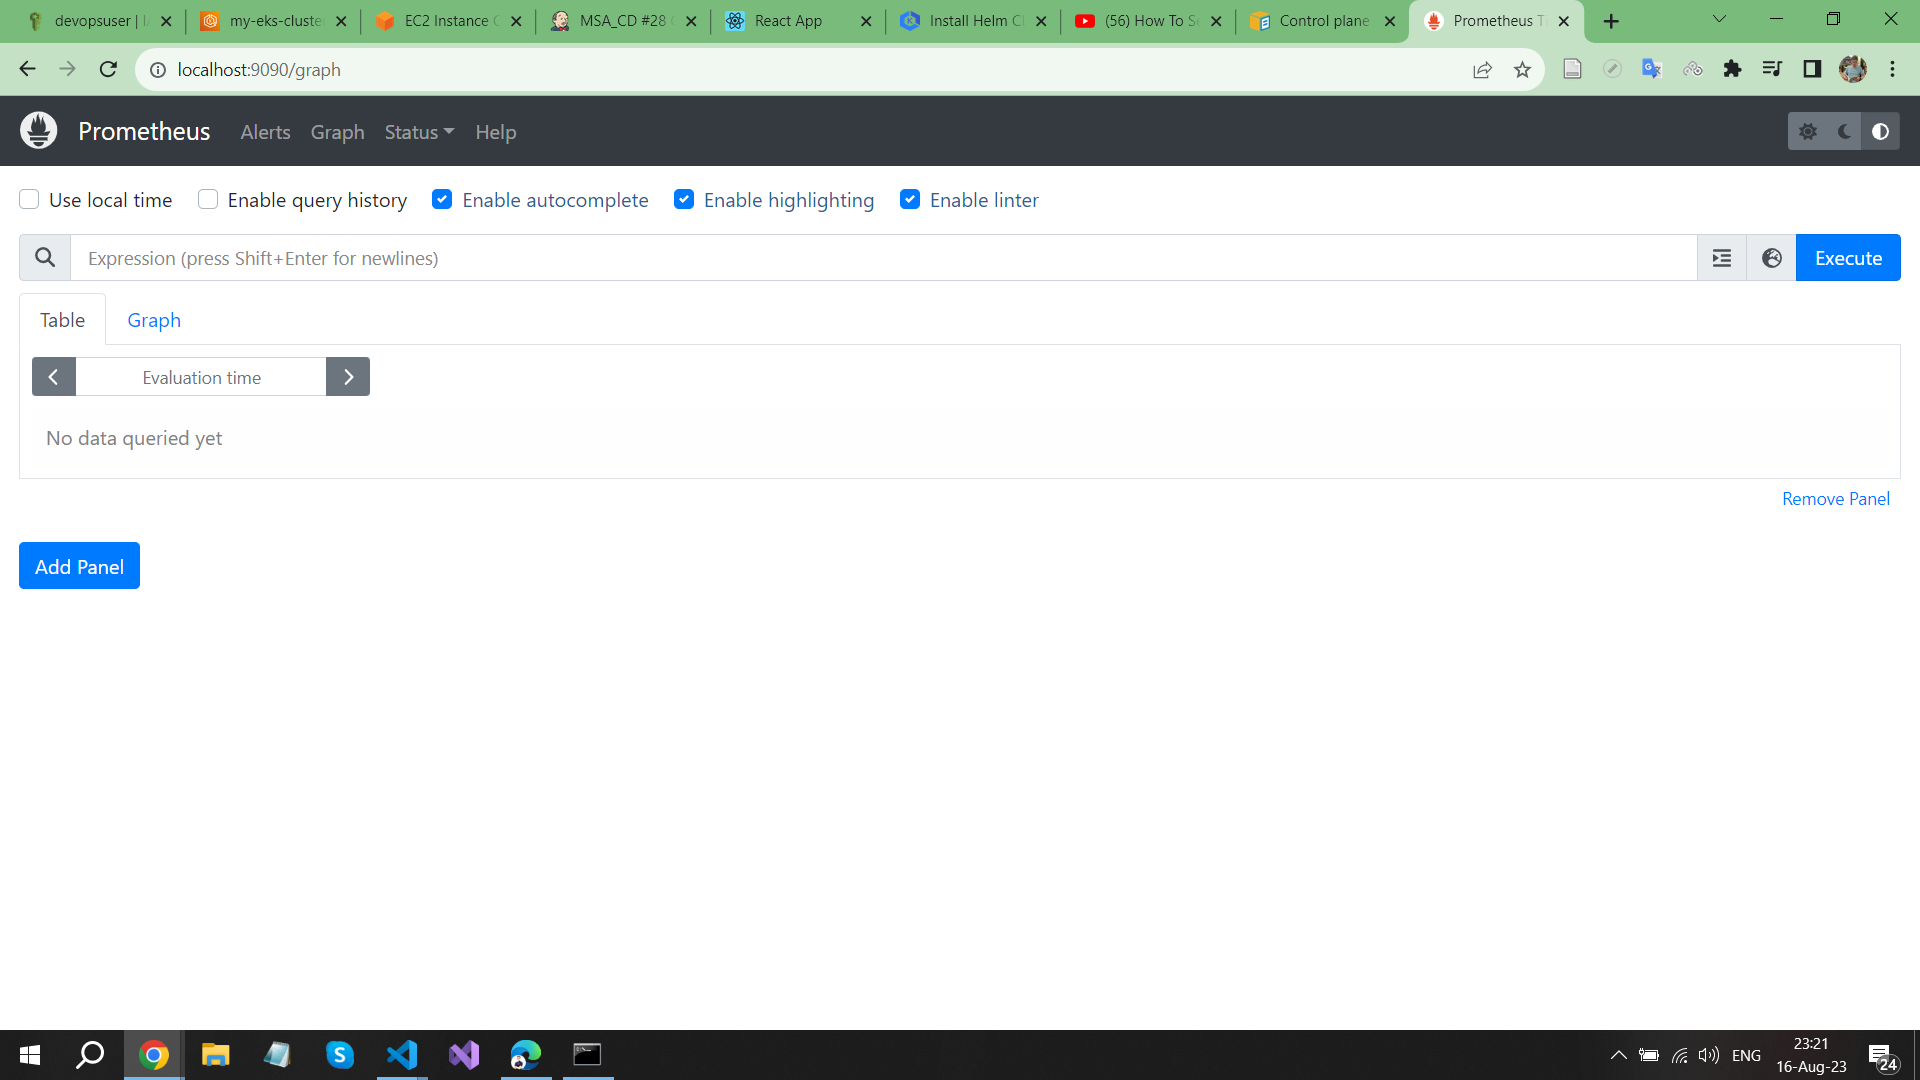 devopsuser | I
my-eks-cluste
EC2 Instance C
MSA_CD #28 C
React App
Install Helm C
(56) How To Se
Control plane
Prometheus T
localhost:9090/graph
Prometheus
Alerts
Graph
Status
Help
Use local time
Enable query history
Enable autocomplete
Enable highlighting
Enable linter
Expression (press Shift+Enter for newlines)
Execute
Table
Graph
Evaluation time
No data queried yet
Remove Panel
Add Panel
ENG
23:21
16-Aug-23
24